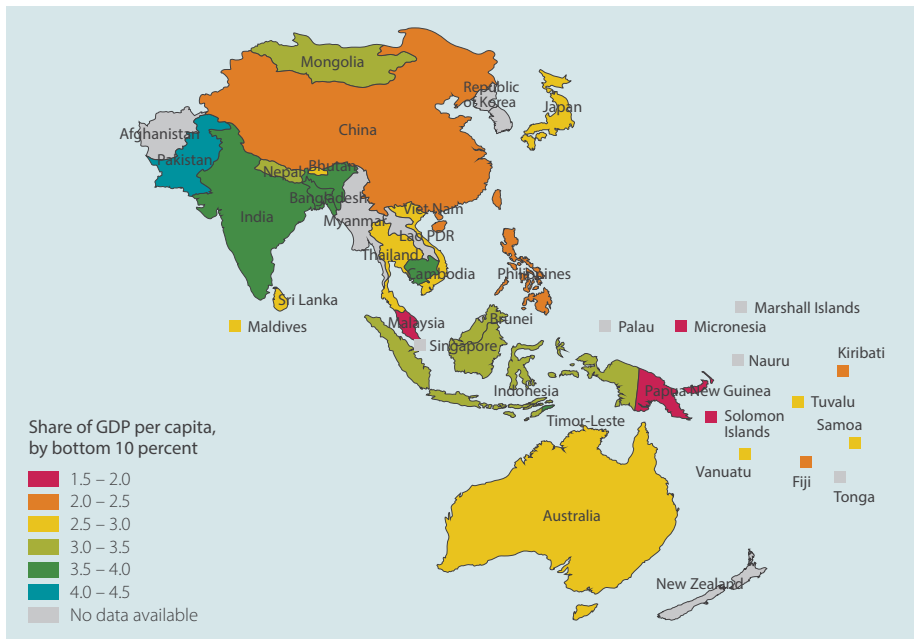 Mongolia
Republic
of Korea
Japan
China
Afghanistan
Pakistan
Nepal
Bhutan
Bangladesh
India
Myanmar
Viet Nam
Lao PDR
Thailand
Cambodia
Philippines
Sri Lanka
Maldives
Malaysia
Brunei
Singapore
Palau
Micronesia
Marshall Islands
Nauru
Kiribati
Indonesia
Papua New Guinea
Tuvalu
Timor-Leste
Solomon
Islands
Samoa
Vanuatu
Fiji
Tonga
Australia
New Zealand
Share of GDP per capita,
by bottom 10 percent
1.5 – 2.0
2.0 – 2.5
2.5 – 3.0
3.0 – 3.5
3.5 – 4.0
4.0 – 4.5
No data available